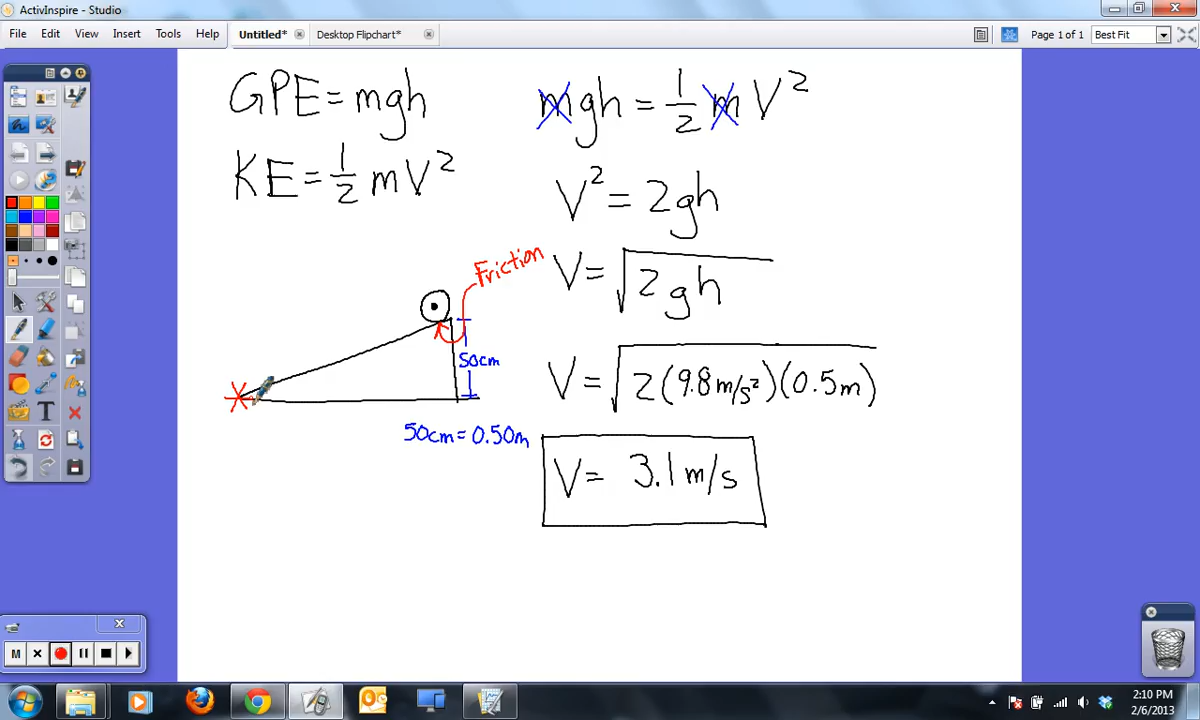 ActivInspire - Studio
File Edit View Insert Tools Help
Untitled* Desktop Flipchart*
Page 1 of 1 Best Fit
GPE=mgh
KE=1/2 mV²
Friction
50cm
50cm=0.50m
mgh = 1/2 mV²
V² = 2gh
V= √2gh
V= √2(9.8m/s²)(0.5m)
V= 3.1m/s
M
2:10 PM
2/6/2013